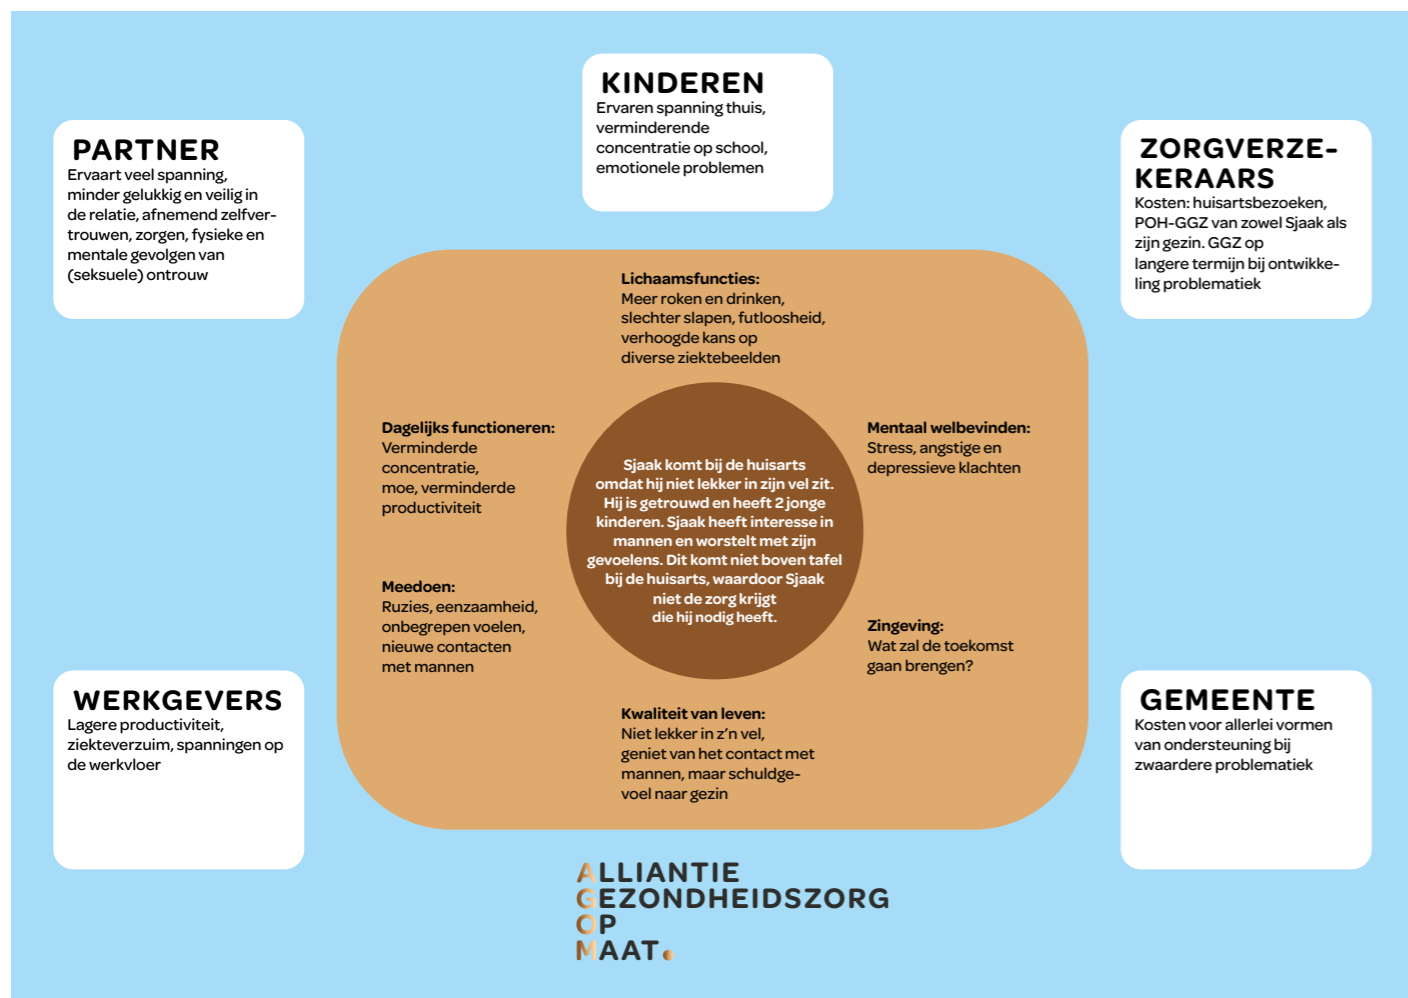 KINDEREN
Ervaren spanning thuis,
verminderende
concentratie op school,
emotionele problemen
PARTNER
Ervaart veel spanning,
minder gelukkig en veilig in
de relatie, afnemend zelfver-
trouwen, zorgen, fysieke en
mentale gevolgen van
(seksuele) ontrouw
ZORGVERZE-
KERAARS
Kosten: huisartsbezoeken,
POH-GGZ van zowel Sjaak als
zijn gezin. GGZ op
langere termijn bij ontwikke-
ling problematiek
Lichaamsfuncties:
Meer roken en drinken,
slechter slapen, futloosheid,
verhoogde kans op
diverse ziektebeelden
Dagelijks functioneren:
Verminderde
concentratie,
moe, verminderde
productiviteit
Mentaal welbevinden:
Stress, angstige en
depressieve klachten
Sjaak komt bij de huisarts
omdat hij niet lekker in zijn vel zit.
Hij is getrouwd en heeft 2 jonge
kinderen. Sjaak heeft interesse in
mannen en worstelt met zijn
gevoelens. Dit komt niet boven tafel
bij de huisarts, waardoor Sjaak
niet de zorg krijgt
die hij nodig heeft.
Meedoen:
Ruzies, eenzaamheid,
onbegrepen voelen,
nieuwe contacten
met mannen
Zingeving:
Wat zal de toekomst
gaan brengen?
Kwaliteit van leven:
Niet lekker in z'n vel,
geniet van het contact met
mannen, maar schuldge-
voel naar gezin
WERKGEVERS
Lagere productiviteit,
ziekteverzuim, spanningen op
de werkvloer
GEMEENTE
Kosten voor allerlei vormen
van ondersteuning bij
zwaardere problematiek
ALLIANTIE
GEZONDHEIDSZORG
OP
MAAT.